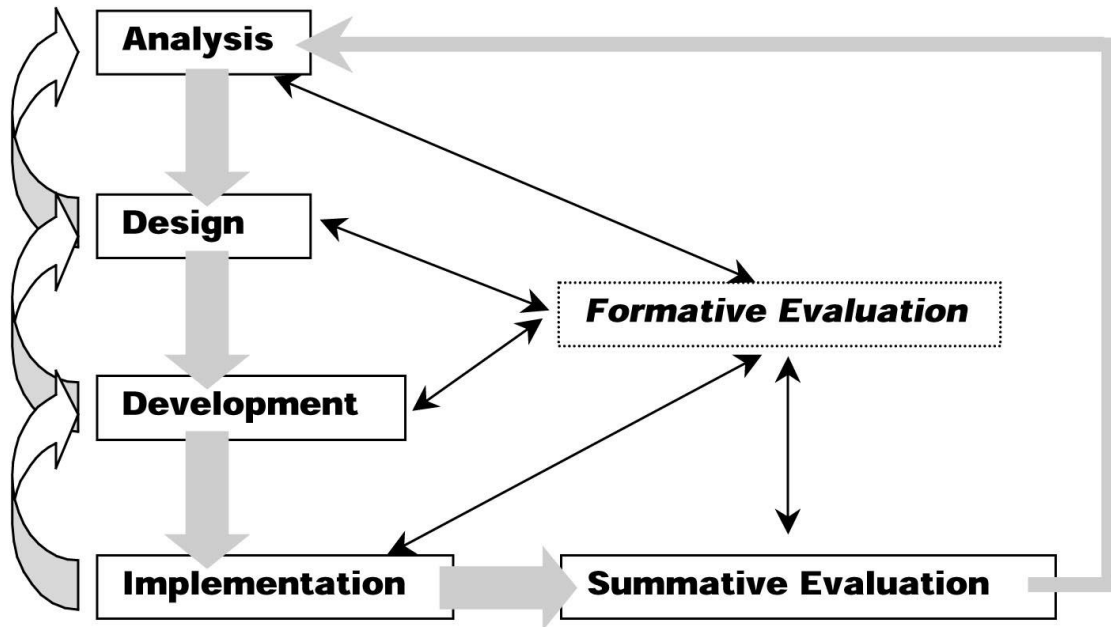 Analysis
Design
Formative Evaluation
Development
Implementation
Summative Evaluation